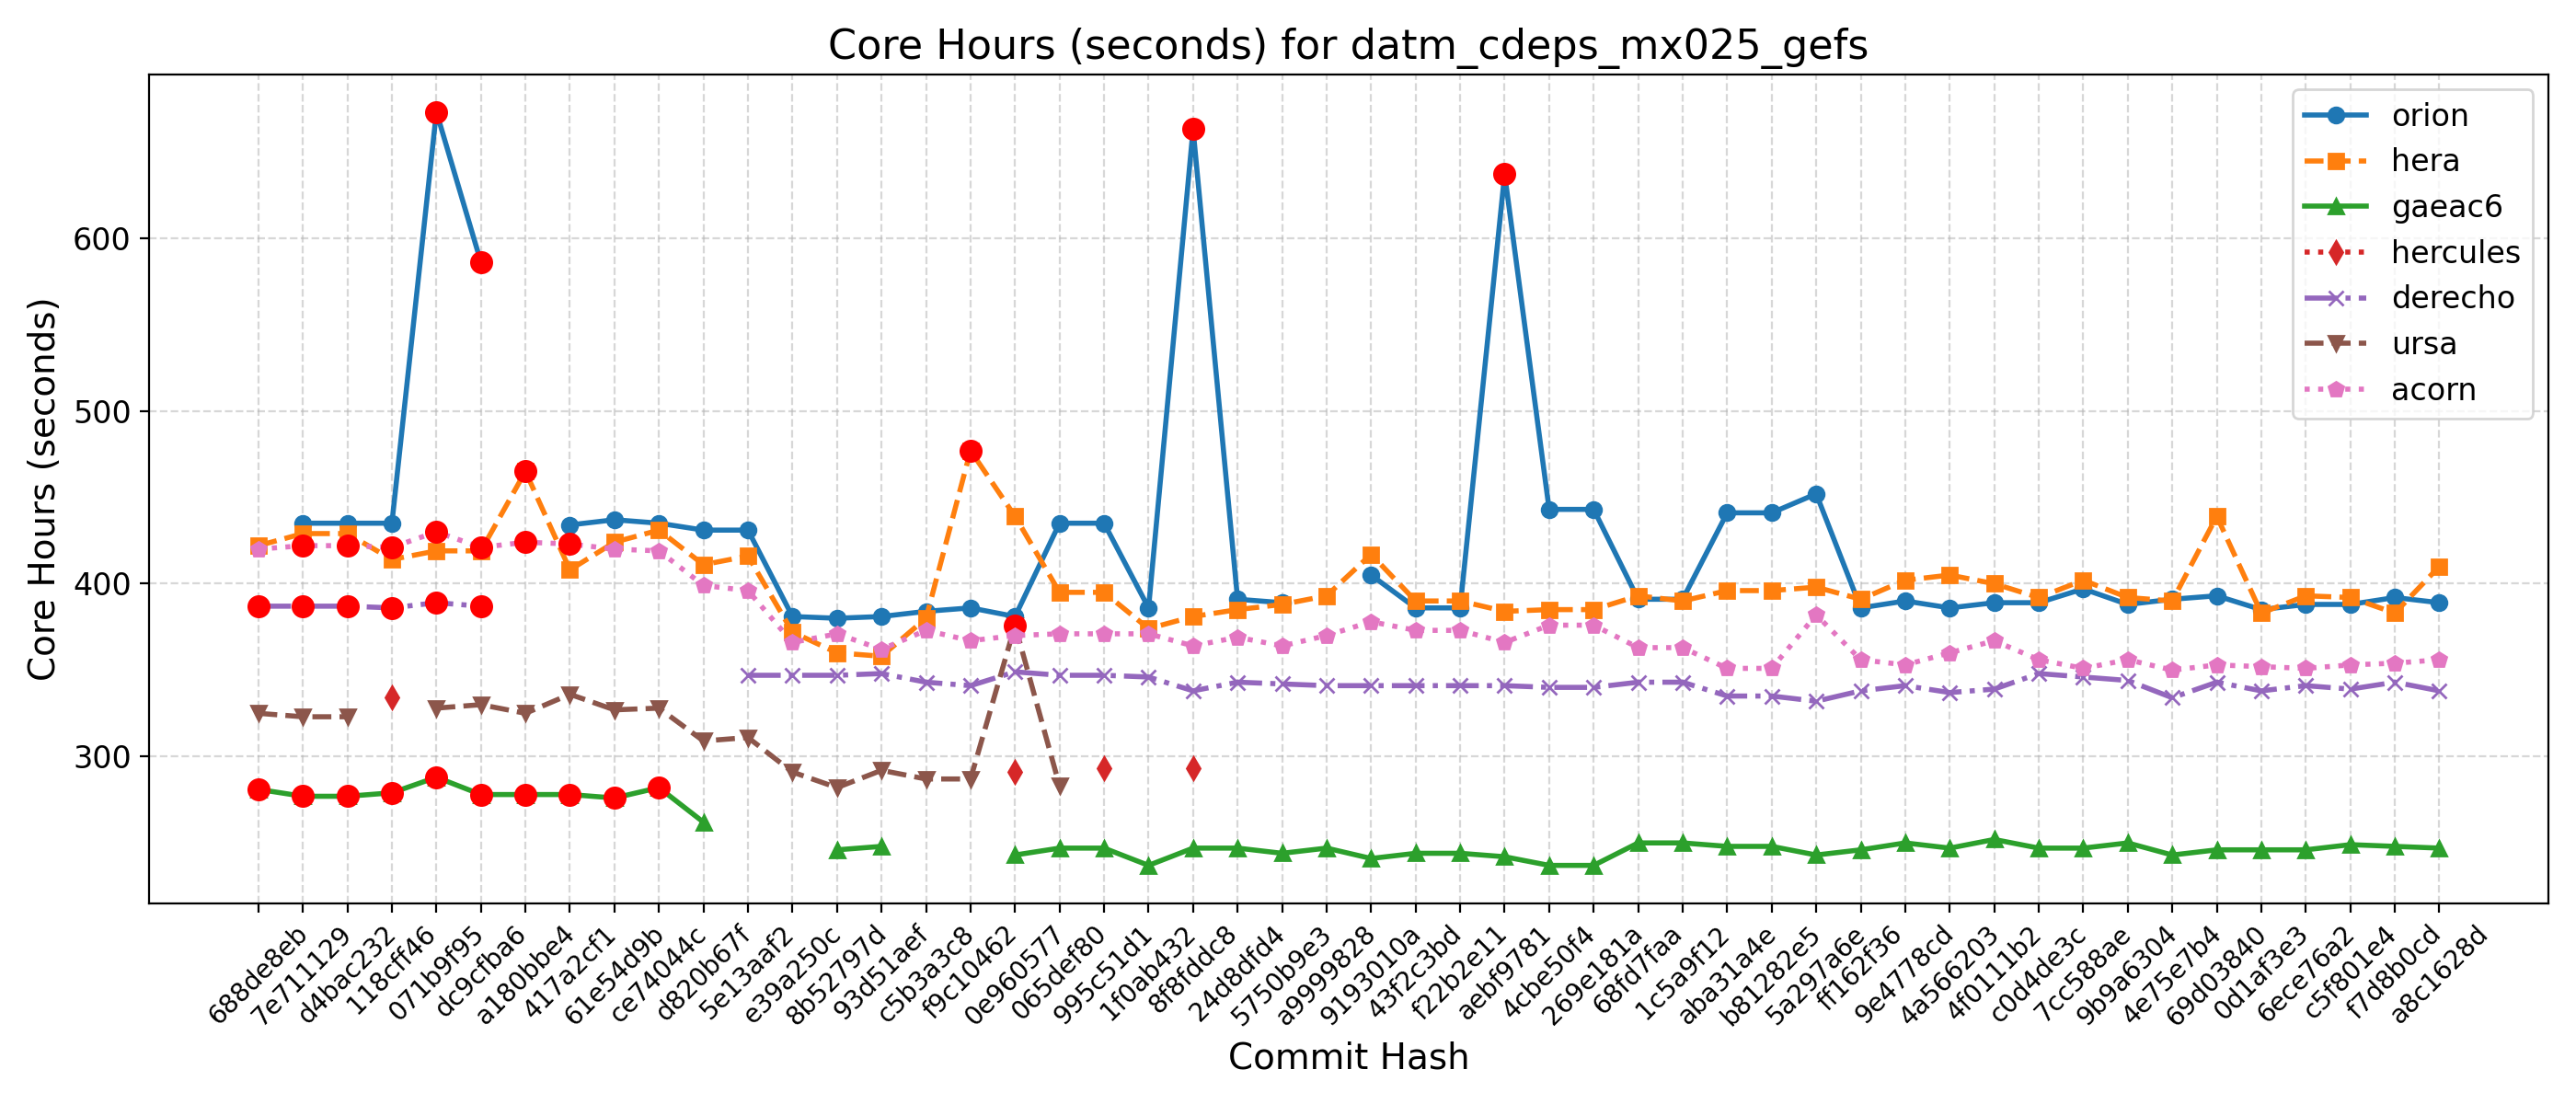 Core Hours (seconds) for datm_cdeps_mx025_gefs
Core Hours (seconds)
600
500
400
300
orion
hera
gaeac6
hercules
derecho
ursa
acorn
688de8eb
7e711129
d4bac232
118cff46
071b9f95
dc9cfba6
a180bbe4
417a2cf1
61e54d9b
ce74044c
d820b67f
5e13aaf2
e39a250c
8b52797d
93d51aef
c5b3a3c8
f9c10462
0e960577
065def80
995c51d1
1f0ab432
8f8fddc8
24d8dfd4
5750b9e3
a9999828
9193010a
43f2c3bd
f22b2e11
aebf9781
4cbe50f4
269e181a
68fd7faa
1c5a9f12
aba31a4e
b81282e5
5a297a6e
ff162f36
9e4778cd
4a566203
4f0111b2
c0d4de3c
7cc588ae
9b9a6304
4e75e7b4
69d03840
0d1af3e3
6ece76a2
c5f801e4
f7d8b0cd
a8c1628d
Commit Hash